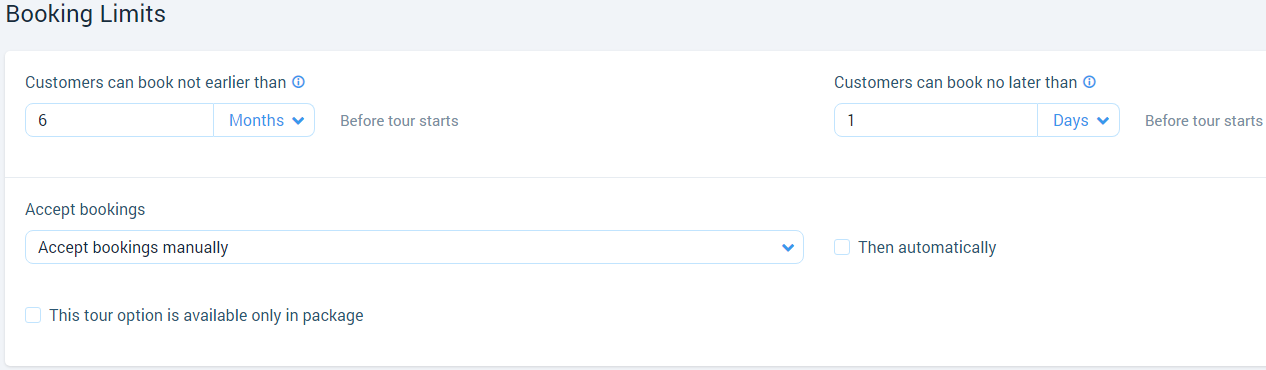 Booking Limits
Customers can book not earlier than
Customers can book no later than
6 Months Before tour starts
1 Days Before tour starts
Accept bookings
Accept bookings manually
Then automatically
This tour option is available only in package